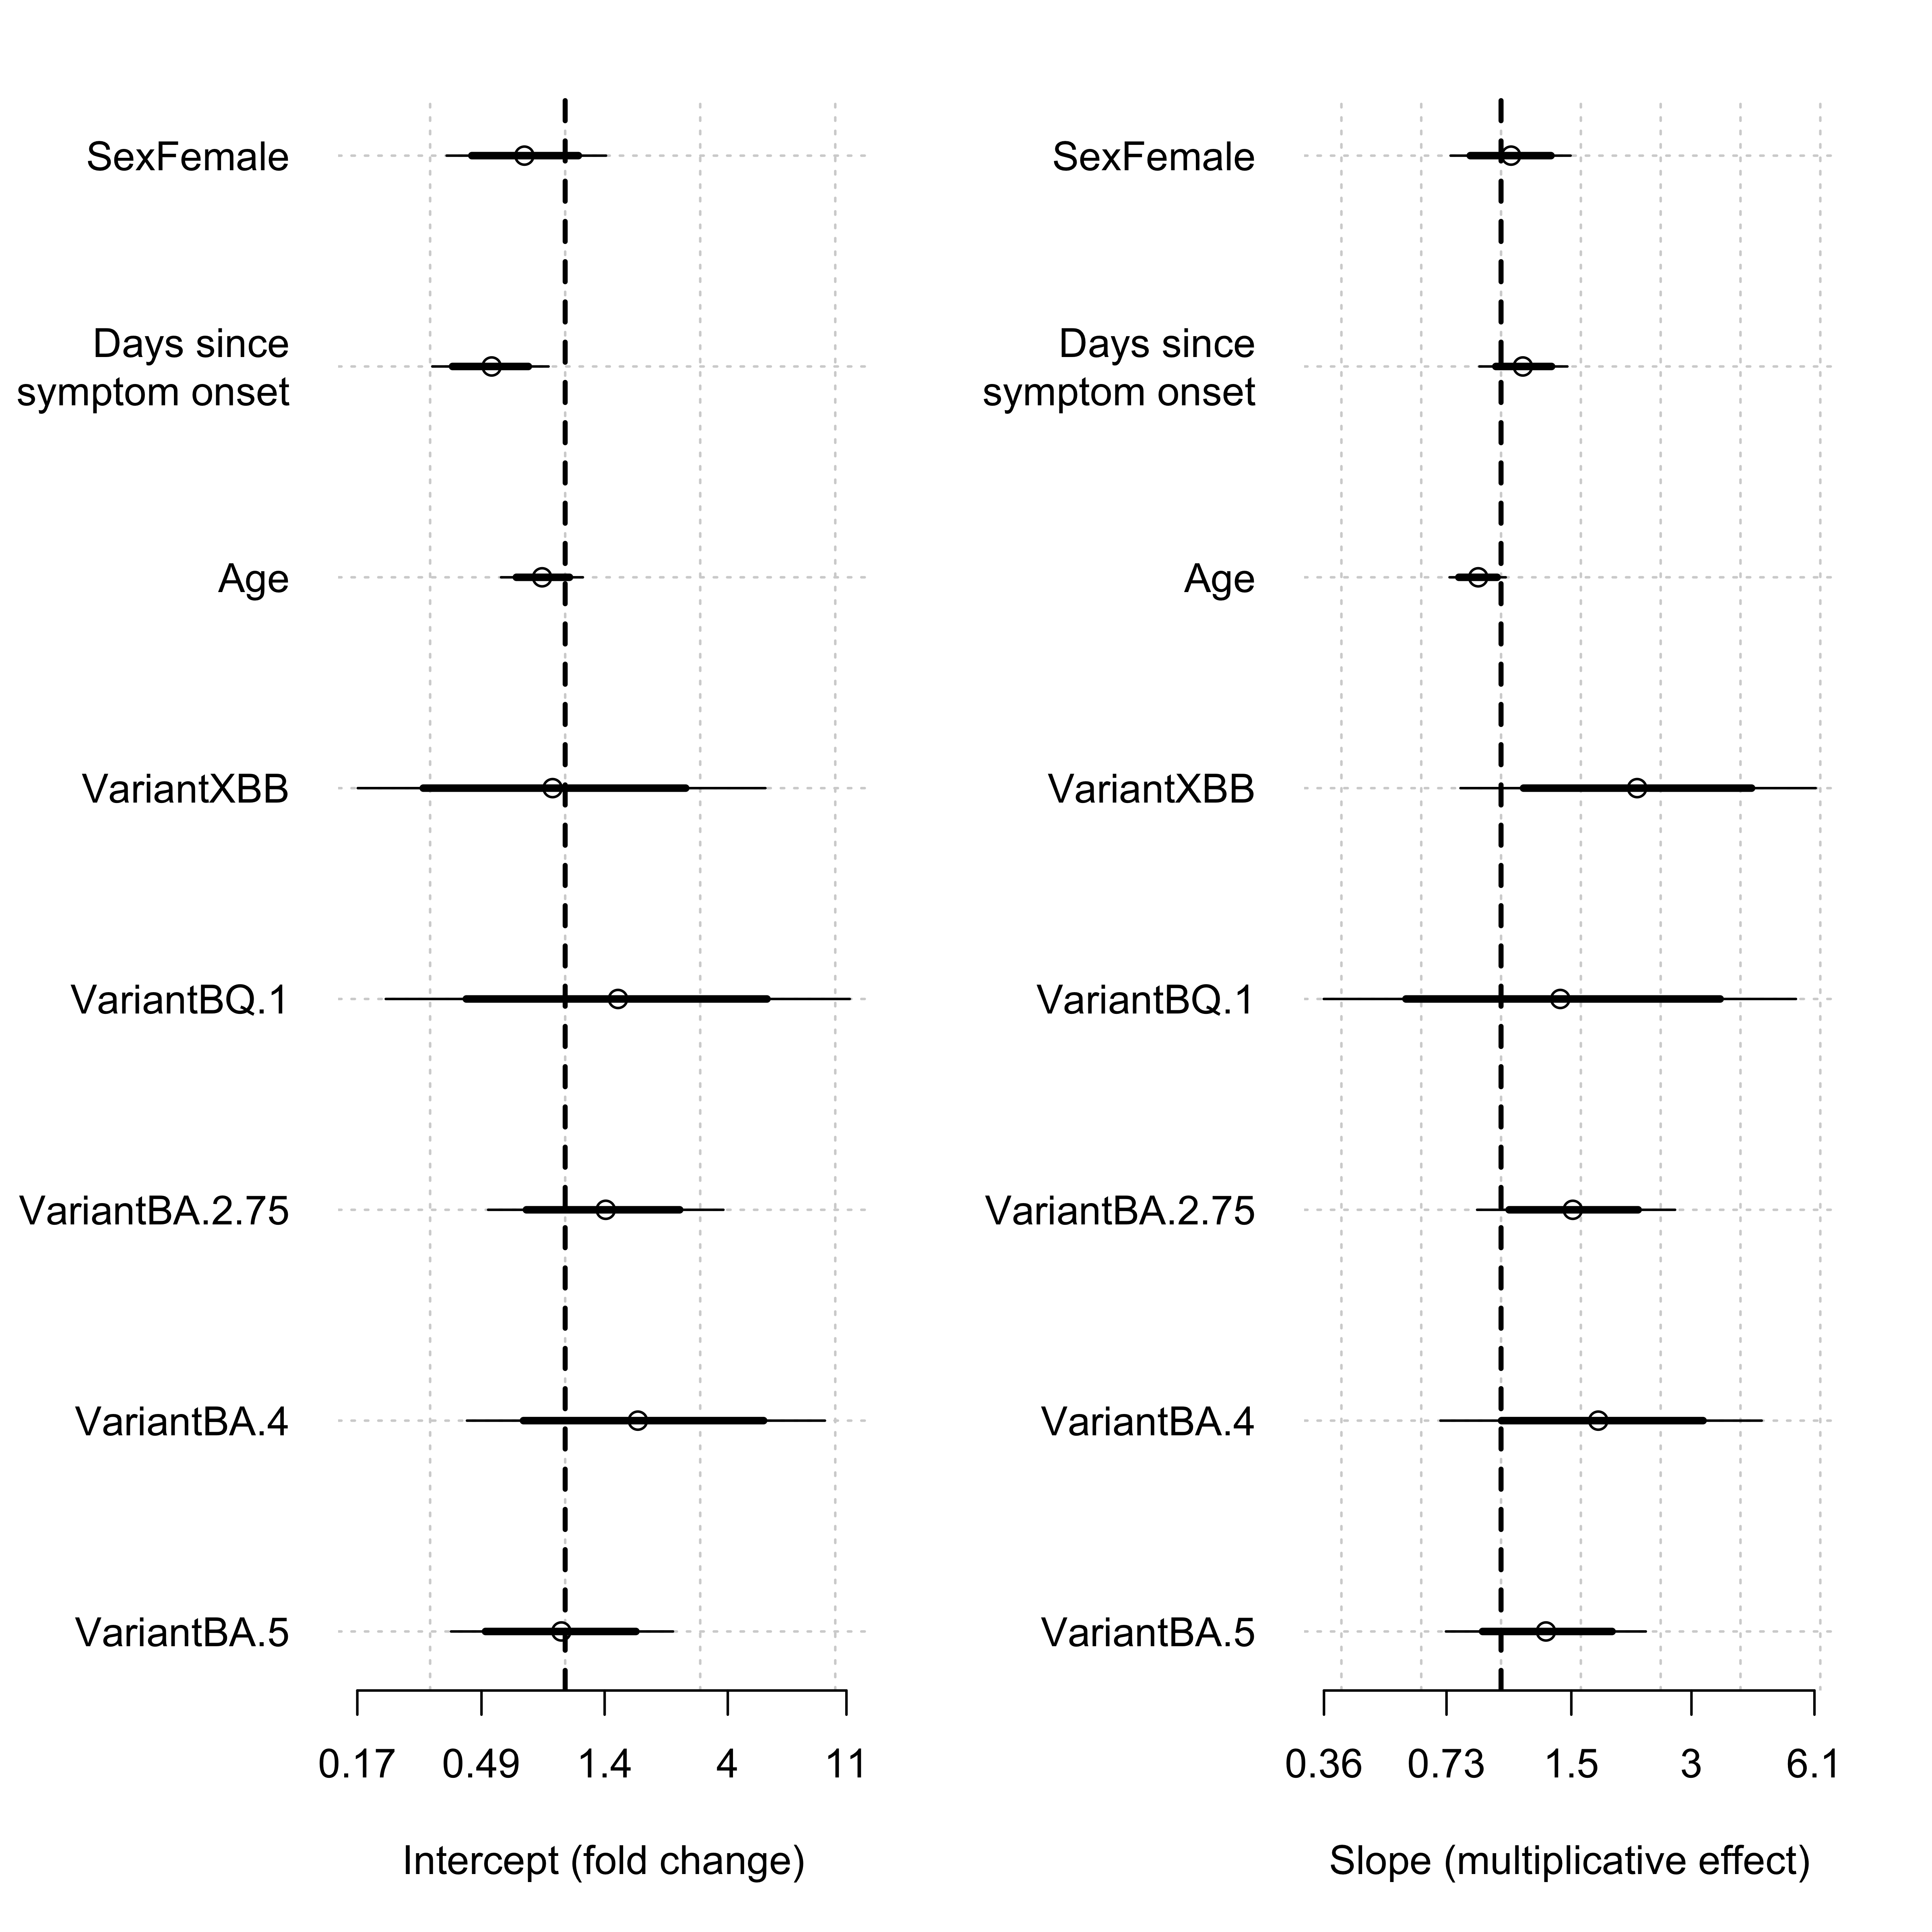 SexFemale
Days since
symptom onset
Age
VariantXBB
VariantBQ.1
VariantBA.2.75
VariantBA.4
VariantBA.5
0.17 0.49 1.4 4 11
Intercept (fold change)
SexFemale
Days since
symptom onset
Age
VariantXBB
VariantBQ.1
VariantBA.2.75
VariantBA.4
VariantBA.5
0.36 0.73 1.5 3 6.1
Slope (multiplicative effect)